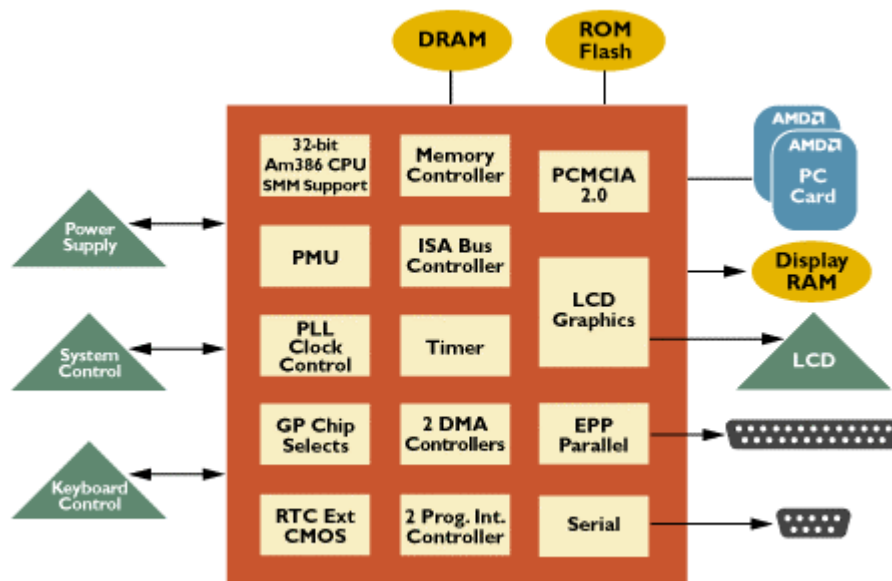 DRAM
ROM
Flash
32-bit
Am386 CPU
SMM Support
Memory
Controller
PCMCIA
2.0
AMD
AMD
PC
Card
Power
Supply
PMU
ISA Bus
Controller
LCD
Graphics
Display
RAM
System
Control
PLL
Clock
Control
Timer
LCD
GP Chip
Selects
2 DMA
Controllers
EPP
Parallel
Keyboard
Control
RTC Ext
CMOS
2 Prog. Int.
Controller
Serial